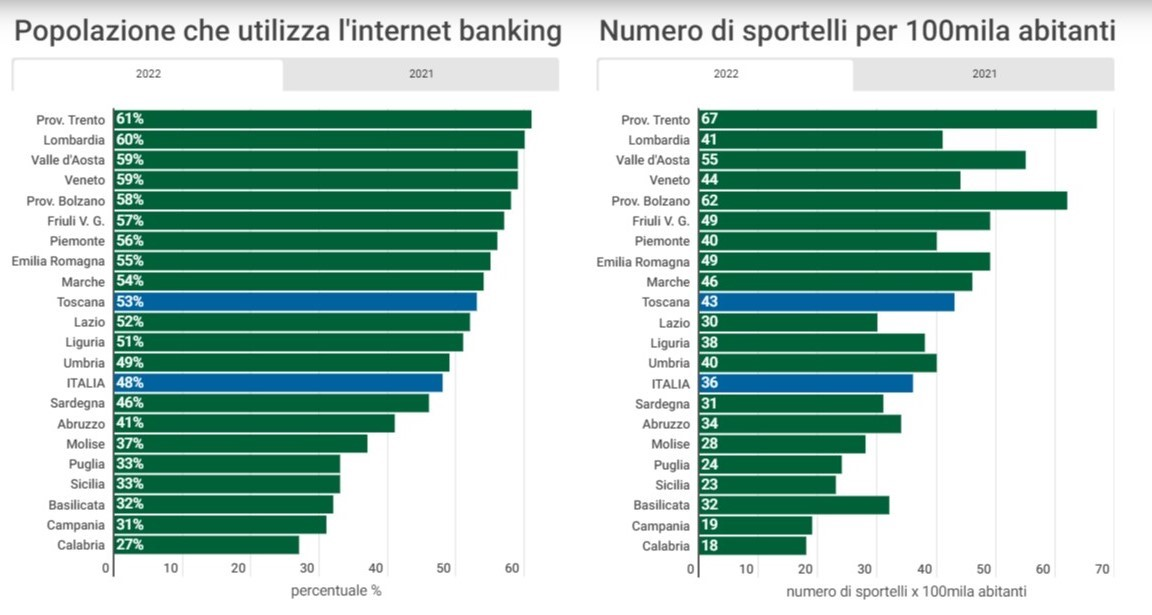 Popolazione che utilizza l'internet banking
2022 2021
Prov. Trento 61%
Lombardia 60%
Valle d'Aosta 59%
Veneto 59%
Prov. Bolzano 58%
Friuli V. G. 57%
Piemonte 56%
Emilia Romagna 55%
Marche 54%
Toscana 53%
Lazio 52%
Liguria 51%
Umbria 49%
ITALIA 48%
Sardegna 46%
Abruzzo 41%
Molise 37%
Puglia 33%
Sicilia 33%
Basilicata 32%
Campania 31%
Calabria 27%
0 10 20 30 40 50 60
percentuale %
Numero di sportelli per 100mila abitanti
2022 2021
Prov. Trento 67
Lombardia 41
Valle d'Aosta 55
Veneto 44
Prov. Bolzano 62
Friuli V. G. 49
Piemonte 40
Emilia Romagna 49
Marche 46
Toscana 43
Lazio 30
Liguria 38
Umbria 40
ITALIA 36
Sardegna 31
Abruzzo 34
Molise 28
Puglia 24
Sicilia 23
Basilicata 32
Campania 19
Calabria 18
0 10 20 30 40 50 60 70
numero di sportelli x 100mila abitanti